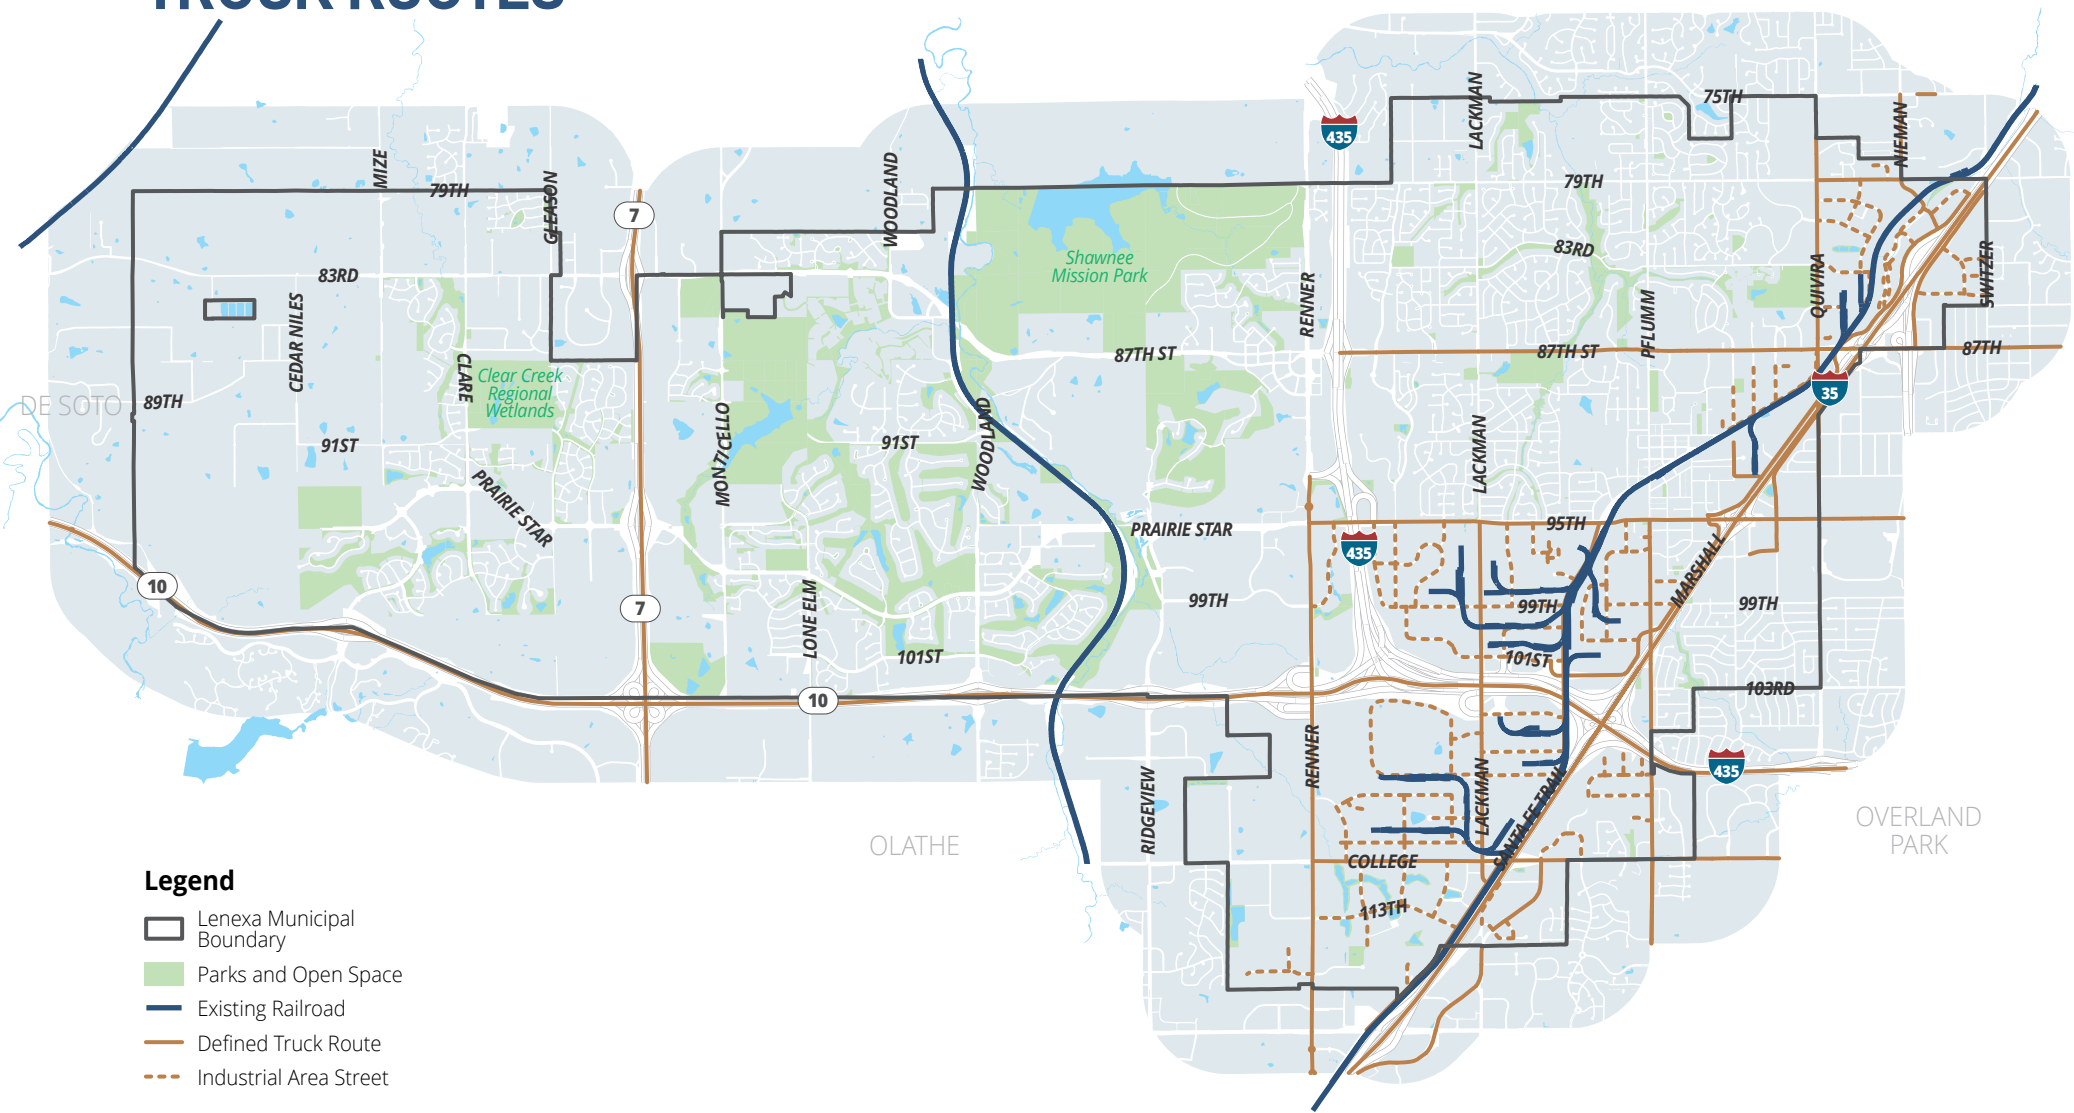 TRUCK ROUTES
LACKMAN
75TH
NIEMAN
435
MIZE
79TH
GLEASON
WOODLAND
79TH
7
83RD
Shawnee
Mission Park
83RD
SWITZER
QUIVIRA
RENNER
PFLUMM
CEDAR NILES
CLARE
87TH ST
87TH ST
87TH
Clear Creek
Regional
Wetlands
DE SOTO
89TH
35
MONTICELLO
WOODLAND
LACKMAN
91ST
91ST
PRAIRIE STAR
PRAIRIE STAR
95TH
435
MARSHALL
10
7
LONE ELM
99TH
99TH
99TH
101ST
101ST
10
103RD
RENNER
435
RIDGEVIEW
LACKMAN
SANTA FE TRAIL
OLATHE
OVERLAND
PARK
COLLEGE
113TH
Legend
Lenexa Municipal
Boundary
Parks and Open Space
Existing Railroad
Defined Truck Route
Industrial Area Street